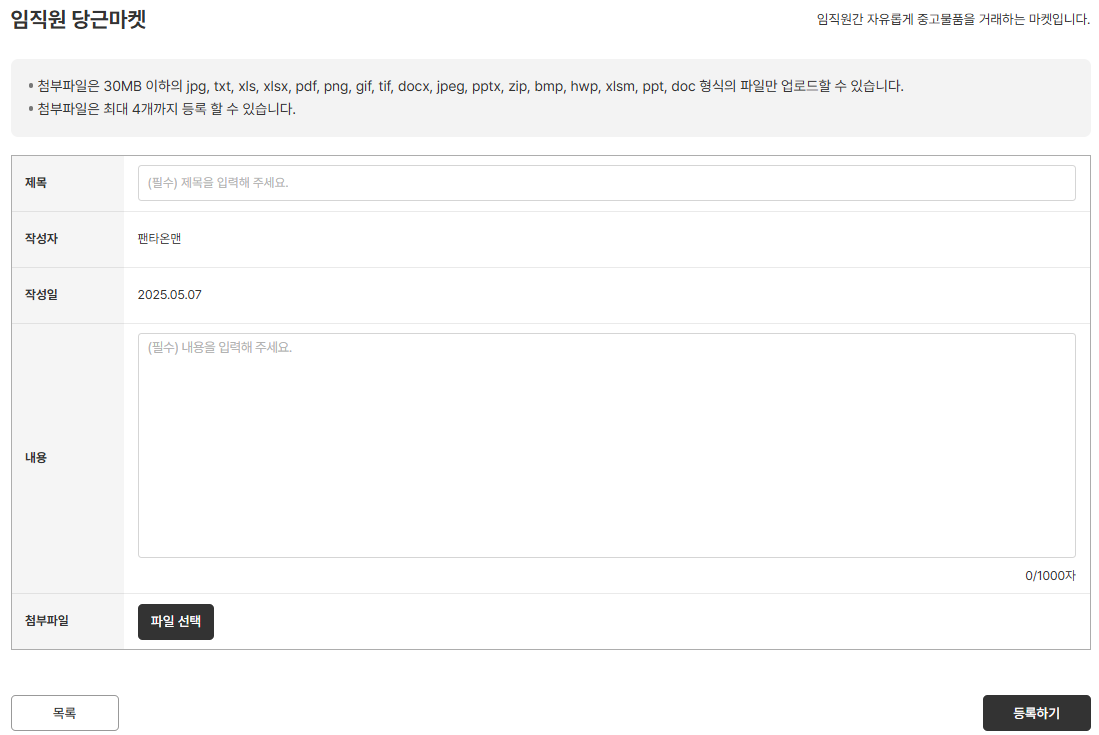 임직원 당근마켓
임직원간 자유롭게 중고물품을 거래하는 마켓입니다.
• 첨부파일은 30MB 이하의 jpg, txt, xls, xlsx, pdf, png, gif, tif, docx, jpeg, pptx, zip, bmp, hwp, xlsm, ppt, doc 형식의 파일만 업로드할 수 있습니다.
• 첨부파일은 최대 4개까지 등록 할 수 있습니다.
제목
(필수) 제목을 입력해 주세요.
작성자
팬타온맨
작성일
2025.05.07
내용
(필수) 내용을 입력해 주세요.
0/1000자
첨부파일
파일 선택
목록
등록하기